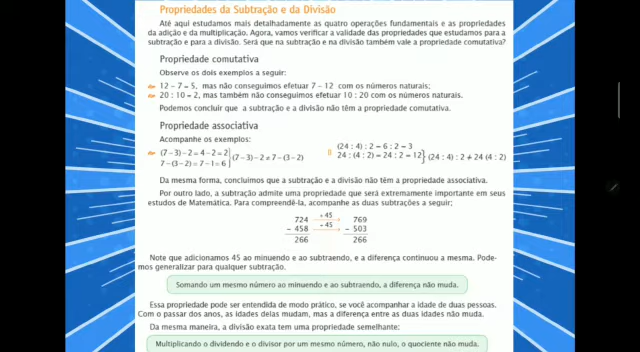 Propriedades da Subtração e da Divisão
Até aqui estudamos mais detalhadamente as quatro operações fundamentais e as propriedades
da adição e da multiplicação. Agora, vamos verificar a validade das propriedades que estudamos para a
subtração e para a divisão. Será que na subtração e na divisão também vale a propriedade comutativa?
Propriedade comutativa
Observe os dois exemplos a seguir:
12 – 7 = 5, mas não conseguimos efetuar 7 – 12 com os números naturais;
20 : 10 = 2, mas também não conseguimos efetuar 10 : 20 com os números naturais.
Podemos concluir que a subtração e a divisão não têm a propriedade comutativa.
Propriedade associativa
Acompanhe os exemplos:
(7 – 3) – 2 = 4 – 2 = 2
7 – (3 – 2) = 7 – 1 = 6 } (7 – 3) – 2 ≠ 7 – (3 – 2)
(24 : 4) : 2 = 6 : 2 = 3
24 : (4 : 2) = 24 : 2 = 12 } (24 : 4) : 2 ≠ 24 (4 : 2)
Da mesma forma, concluímos que a subtração e a divisão não têm a propriedade associativa.
Por outro lado, a subtração admite uma propriedade que será extremamente importante em seus
estudos de Matemática. Para compreendê-la, acompanhe as duas subtrações a seguir;
724 + 45 769
– 458 + 45 – 503
266 266
Note que adicionamos 45 ao minuendo e ao subtraendo, e a diferença continuou a mesma. Pode-
mos generalizar para qualquer subtração.
Somando um mesmo número ao minuendo e ao subtraendo, a diferença não muda.
Essa propriedade pode ser entendida de modo prático, se você acompanhar a idade de duas pessoas.
Com o passar dos anos, as idades delas mudam, mas a diferença entre as duas idades não muda.
Da mesma maneira, a divisão exata tem uma propriedade semelhante:
Multiplicando o dividendo e o divisor por um mesmo número, não nulo, o quociente não muda.